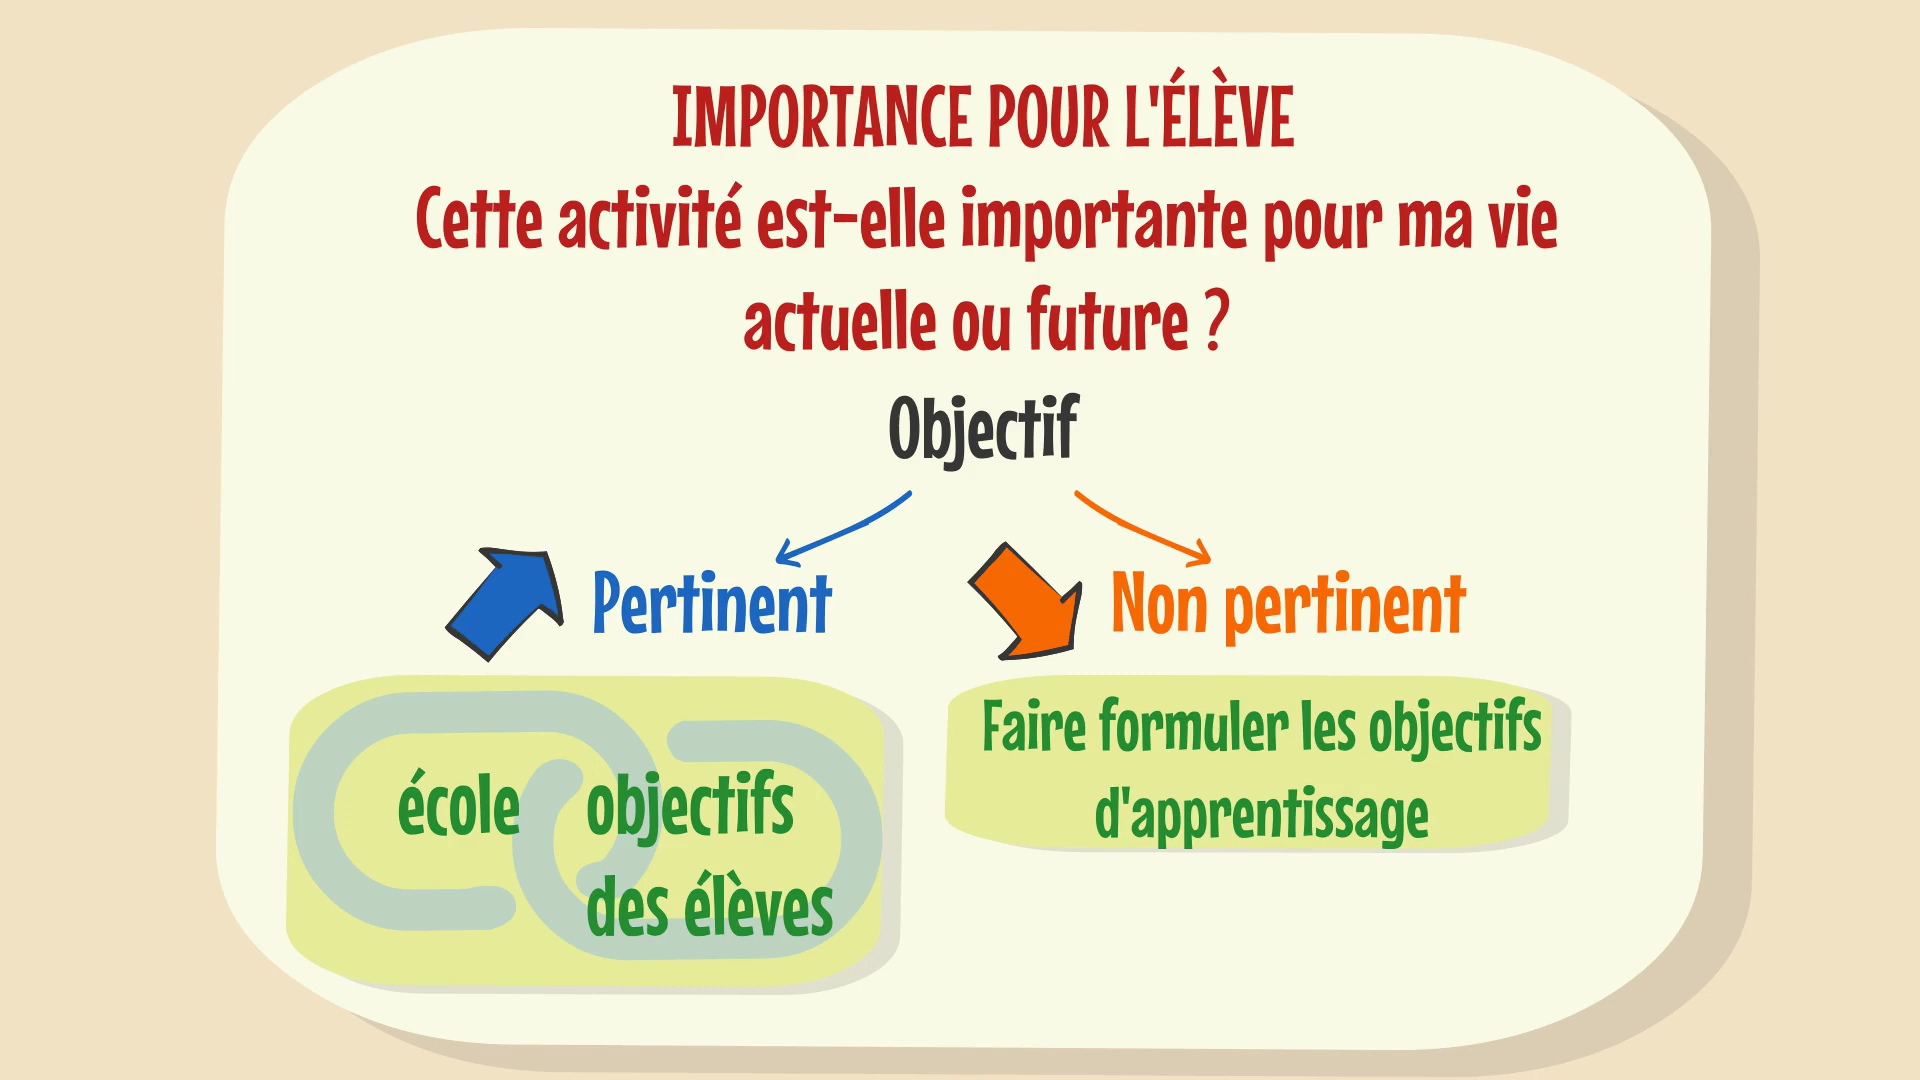 IMPORTANCE POUR L'ÉLÈVE
Cette activité est-elle importante pour ma vie
actuelle ou future ?
Objectif
Pertinent
Non pertinent
école
objectifs
des élèves
Faire formuler les objectifs
d'apprentissage